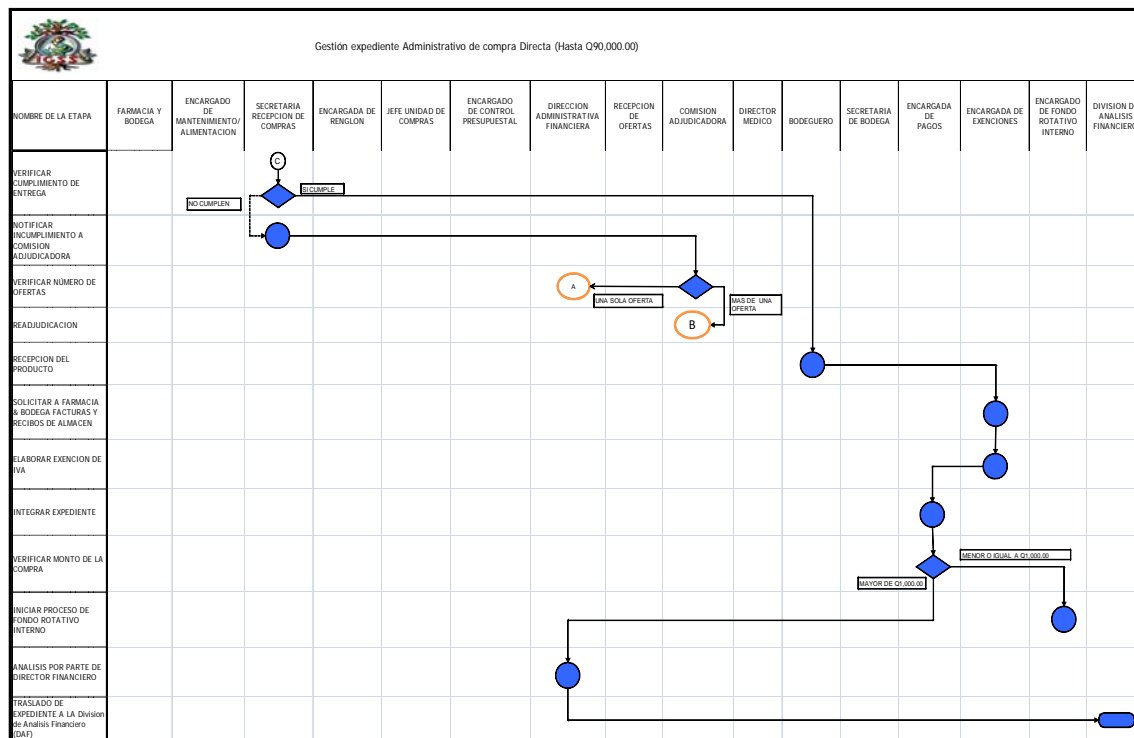 IGSS
Gestión expediente Administrativo de compra Directa (Hasta Q90,000.00)
NOMBRE DE LA ETAPA
FARMACIA Y
BODEGA
ENCARGADO
DE
MANTENIMIENTO/
ALIMENTACION
SECRETARIA
RECEPCION DE
COMPRAS
ENCARGADA DE
RENGLON
JEFE UNIDAD DE
COMPRAS
ENCARGADO
DE CONTROL
PRESUPUESTAL
DIRECCION
ADMINISTRATIVA
FINANCIERA
RECEPCION
DE
OFERTAS
COMISION
ADJUDICADORA
DIRECTOR
MEDICO
BODEGUERO
SECRETARIA
DE BODEGA
ENCARGADA
DE
PAGOS
ENCARGADA DE
EXENCIONES
ENCARGADO
DE FONDO
ROTATIVO
INTERNO
DIVISION D
ANALISIS
FINANCIERO
VERIFICAR
CUMPLIMIENTO DE
ENTREGA
C
SI CUMPLE
NO CUMPLEN
NOTIFICAR
INCUMPLIMIENTO A
COMISION
ADJUDICADORA
VERIFICAR NÚMERO DE
OFERTAS
A
UNA SOLA OFERTA
MAS DE UNA
OFERTA
READJUDICACION
B
RECEPCION DEL
PRODUCTO
SOLICITAR A FARMACIA
& BODEGA FACTURAS Y
RECIBOS DE ALMACEN
ELABORAR EXENCION DE
IVA
INTEGRAR EXPEDIENTE
VERIFICAR MONTO DE LA
COMPRA
MENOR O IGUAL A Q1,000.00
MAYOR DE Q1,000.00
INICIAR PROCESO DE
FONDO ROTATIVO
INTERNO
ANALISIS POR PARTE DE
DIRECTOR FINANCIERO
TRASLADO DE
EXPEDIENTE A LA Division
de Analisis Financiero
(DAF)